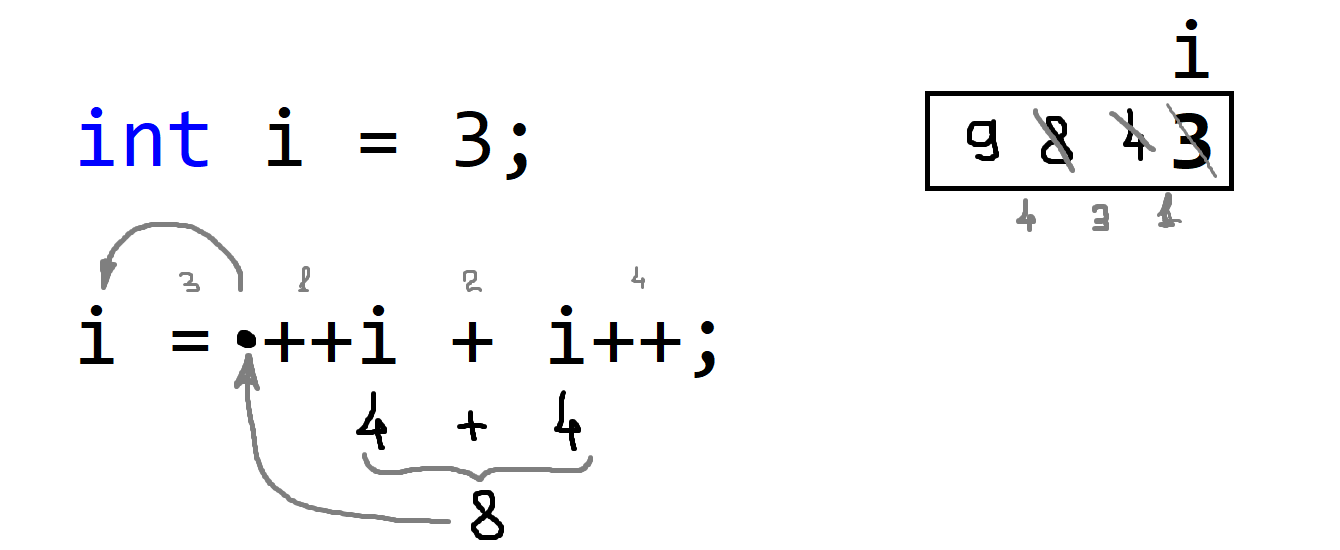 i
int i = 3;
9 8 4 3
4 3 1
3 1 2 4
i = ++i + i++;
4 + 4
8